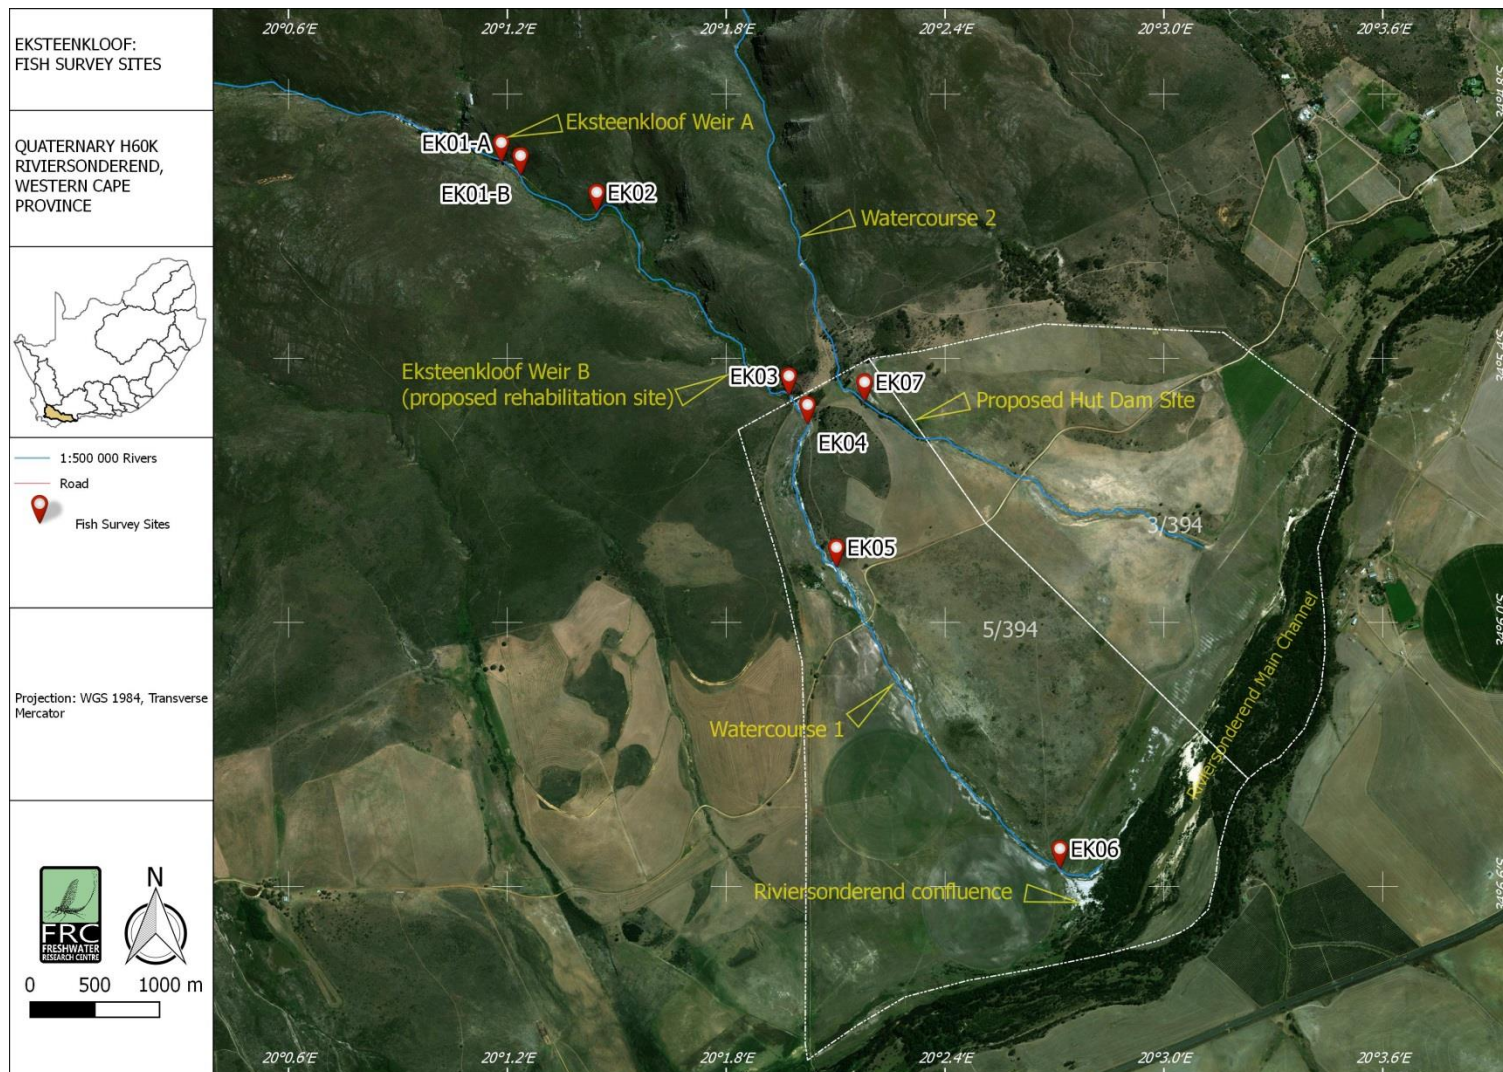 EKSTEENKLOOF:
FISH SURVEY SITES
QUATERNARY H60K
RIVIERSONDEREND,
WESTERN CAPE
PROVINCE
1:500 000 Rivers
Road
Fish Survey Sites
Projection: WGS 1984, Transverse
Mercator
FRC
FRESHWATER
RESEARCH CENTRE
N
0 500 1000 m
20°0.6'E 20°1.2'E 20°1.8'E 20°2.4'E 20°3.0'E 20°3.6'E
Eksteenkloof Weir A
EK01-A
EK01-B
EK02
Watercourse 2
Eksteenkloof Weir B
(proposed rehabilitation site)
EK03
EK07
Proposed Hut Dam Site
EK04
3/394
EK05
5/394
Riviersonderend Main Channel
Watercourse 1
EK06
Riviersonderend confluence
20°0.6'E 20°1.2'E 20°1.8'E 20°2.4'E 20°3.0'E 20°3.6'E